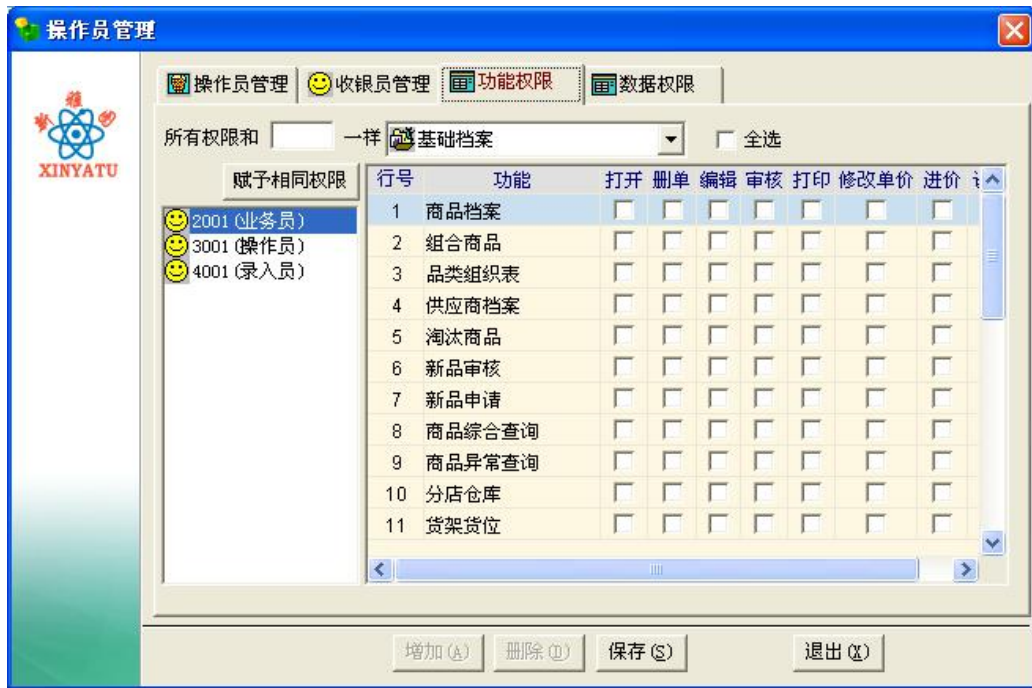 操作员管理
操作员管理 收银员管理 功能权限 数据权限
所有权限和 一样 基础档案 全选
XINYATU
赋予相同权限
2001(业务员)
3001(操作员)
4001(录入员)
行号 功能 打开 删单 编辑 审核 打印 修改单价 进价
1 商品档案
2 组合商品
3 品类组织表
4 供应商档案
5 淘汰商品
6 新品审核
7 新品申请
8 商品综合查询
9 商品异常查询
10 分店仓库
11 货架货位
增加(A) 删除(D) 保存(S) 退出(X)